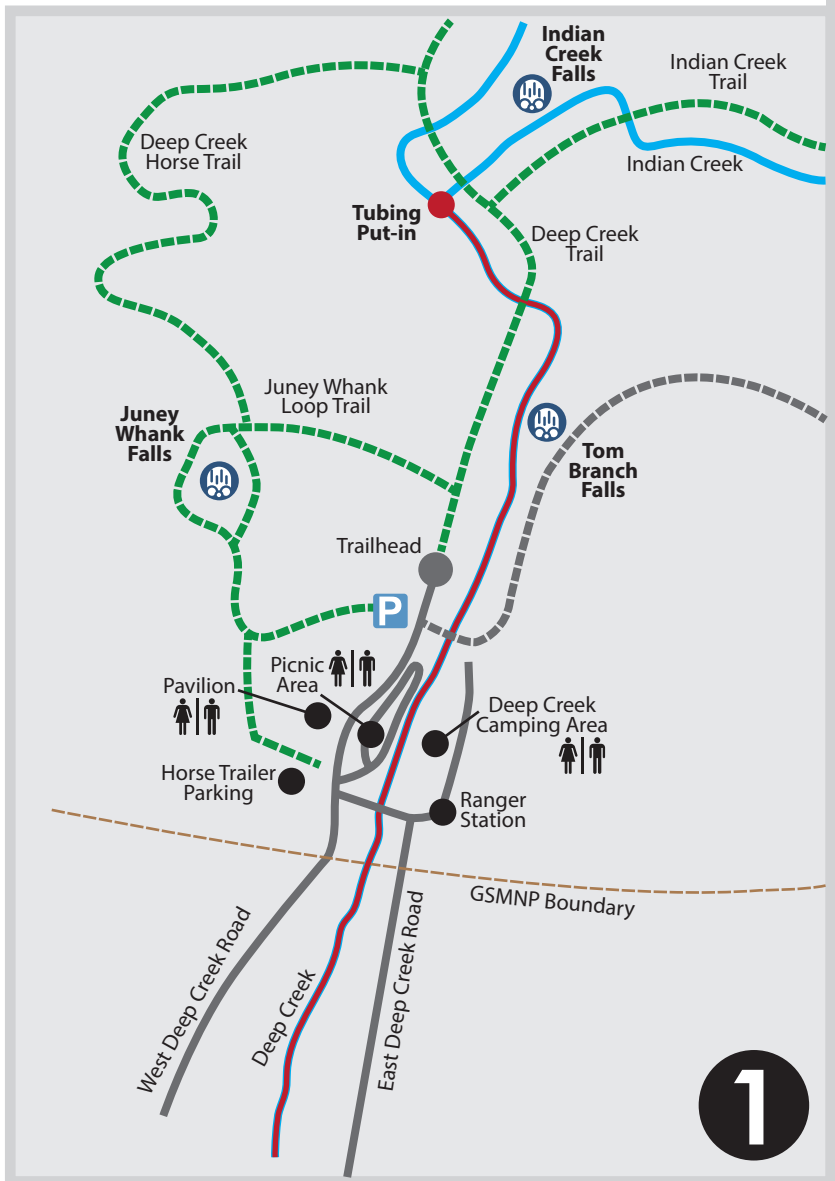 Indian
Creek
Falls
Indian Creek
Trail
Deep Creek
Horse Trail
Indian Creek
Tubing
Put-in
Deep Creek
Trail
Juney Whank
Loop Trail
Juney
Whank
Falls
Tom
Branch
Falls
Trailhead
P
Picnic
Area
Pavilion
Deep Creek
Camping Area
Horse Trailer
Parking
Ranger
Station
GSMNP Boundary
West Deep Creek Road
Deep Creek
East Deep Creek Road
1